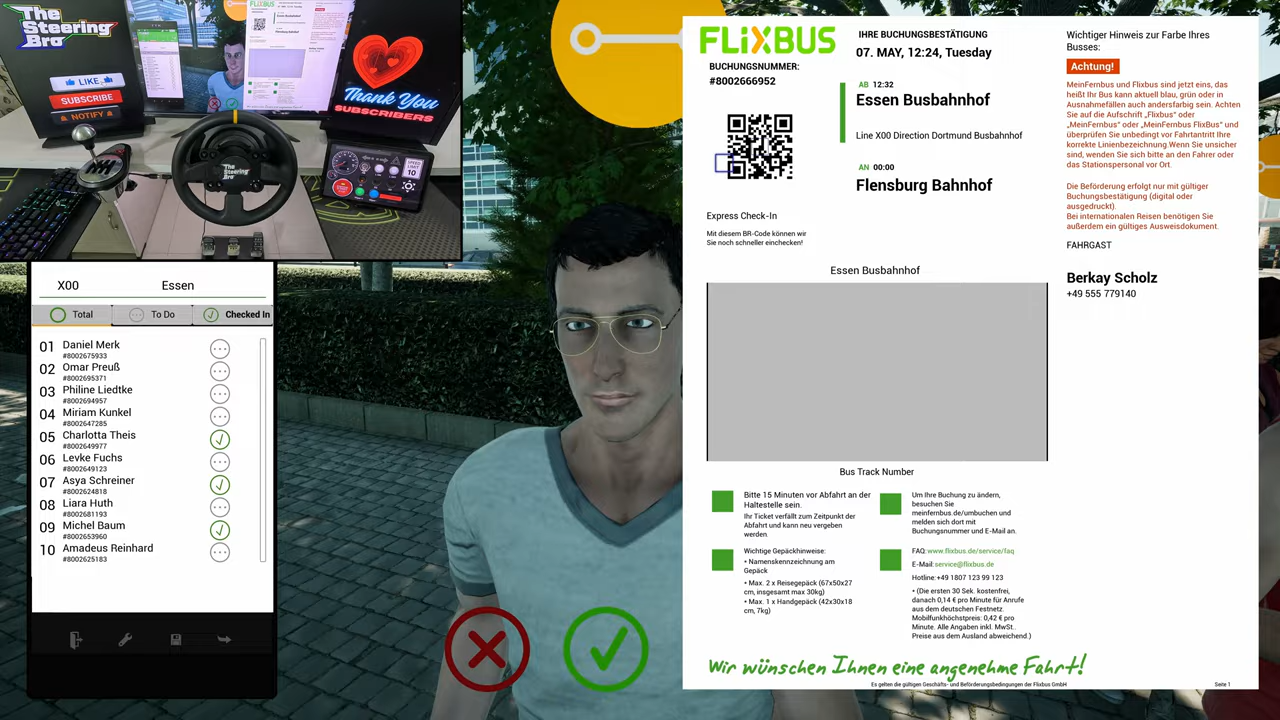 The
Steering
Bro
LIKE
SUBSCRIBE
NOTIFY
Thank You
SUBSCRIBERS
The
Steering
Bro
SPEED
LIMIT
10
X00 Essen
Total To Do Checked In
01 Daniel Merk
#8002675933
02 Omar Preuß
#8002695371
03 Philine Liedtke
#8002694957
04 Miriam Kunkel
#8002647285
05 Charlotta Theis
#8002649977
06 Levke Fuchs
#8002649123
07 Asya Schreiner
#8002624818
08 Liara Huth
#8002681193
09 Michel Baum
#8002653960
10 Amadeus Reinhard
#8002625183
FLiXBUS
BUCHUNGSNUMMER:
#8002666952
IHRE BUCHUNGSBESTÄTIGUNG
07. MAY, 12:24, Tuesday
AB 12:32
Essen Busbahnhof
Line X00 Direction Dortmund Busbahnhof
AN 00:00
Flensburg Bahnhof
Express Check-In
Mit diesem BR-Code können wir
Sie noch schneller einchecken!
Essen Busbahnhof
Bus Track Number
Bitte 15 Minuten vor Abfahrt an der
Haltestelle sein.
Ihr Ticket verfällt zum Zeitpunkt der
Abfahrt und kann neu vergeben
werden.
Wichtige Gepäckhinweise:
• Namenskennzeichnung am
Gepäck
• Max. 2 x Reisegepäck (67x50x27
cm, insgesamt max 30kg)
• Max. 1 x Handgepäck (42x30x18
cm, 7kg)
Um Ihre Buchung zu ändern,
besuchen Sie
meinfernbus.de/umbuchen und
melden sich dort mit
Buchungsnummer und E-Mail an.
FAQ: www.flixbus.de/service/faq
E-Mail: service@flixbus.de
Hotline: +49 1807 123 99 123
• (Die ersten 30 Sek. kostenfrei,
danach 0,14 € pro Minute für Anrufe
aus dem deutschen Festnetz.
Mobilfunkhöchstpreis: 0,42 € pro
Minute. Alle Angaben inkl. MwSt..
Preise aus dem Ausland abweichend.)
Wir wünschen Ihnen eine angenehme Fahrt!
Es gelten die gültigen Geschäfts- und Beförderungsbedingungen der Flixbus GmbH
Seite 1
Wichtiger Hinweis zur Farbe Ihres
Busses:
Achtung!
MeinFernbus und Flixbus sind jetzt eins, das
heißt Ihr Bus kann aktuell blau, grün oder in
Ausnahmefällen auch andersfarbig sein. Achten
Sie auf die Aufschrift „Flixbus“ oder
„MeinFernbus“ oder „MeinFernbus FlixBus“ und
überprüfen Sie unbedingt vor Fahrtantritt Ihre
korrekte Linienbezeichnung.Wenn Sie unsicher
sind, wenden Sie sich bitte an den Fahrer oder
das Stationspersonal vor Ort.
Die Beförderung erfolgt nur mit gültiger
Buchungsbestätigung (digital oder
ausgedruckt).
Bei internationalen Reisen benötigen Sie
außerdem ein gültiges Ausweisdokument.
FAHRGAST
Berkay Scholz
+49 555 779140